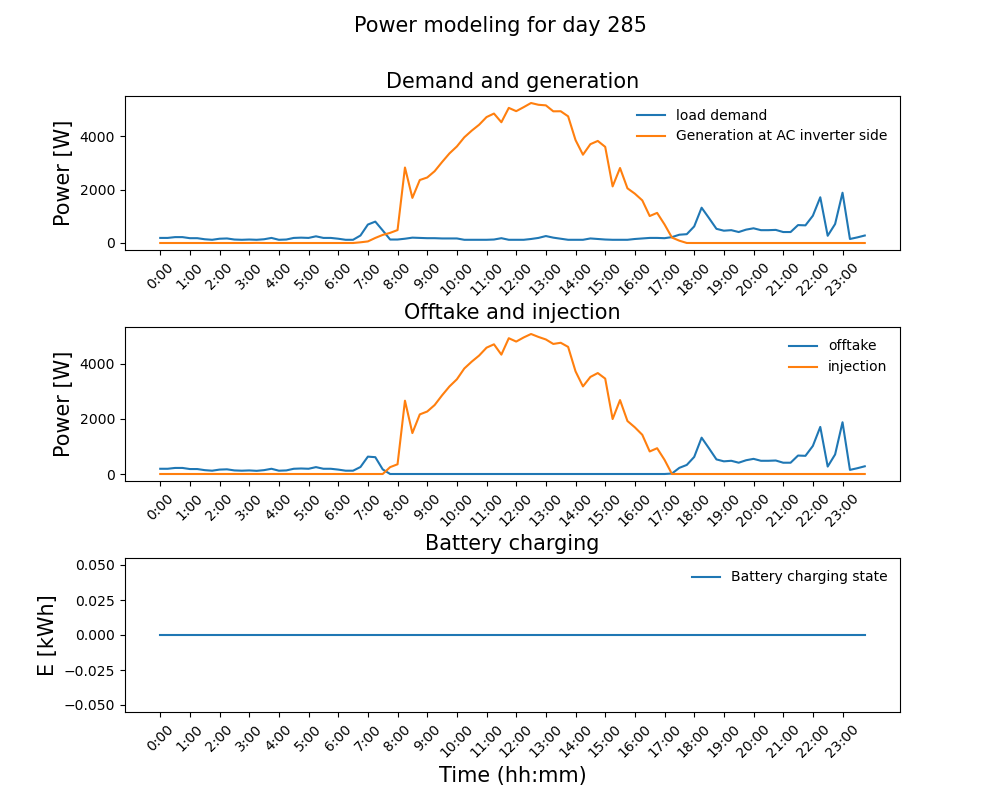 Power modeling for day 285
Demand and generation
Power [W]
4000
2000
0
load demand
Generation at AC inverter side
0:00 1:00 2:00 3:00 4:00 5:00 6:00 7:00 8:00 9:00 10:00 11:00 12:00 13:00 14:00 15:00 16:00 17:00 18:00 19:00 20:00 21:00 22:00 23:00
Offtake and injection
Power [W]
4000
2000
0
offtake
injection
0:00 1:00 2:00 3:00 4:00 5:00 6:00 7:00 8:00 9:00 10:00 11:00 12:00 13:00 14:00 15:00 16:00 17:00 18:00 19:00 20:00 21:00 22:00 23:00
Battery charging
E [kWh]
0.050
0.025
0.000
−0.025
−0.050
Battery charging state
0:00 1:00 2:00 3:00 4:00 5:00 6:00 7:00 8:00 9:00 10:00 11:00 12:00 13:00 14:00 15:00 16:00 17:00 18:00 19:00 20:00 21:00 22:00 23:00
Time (hh:mm)